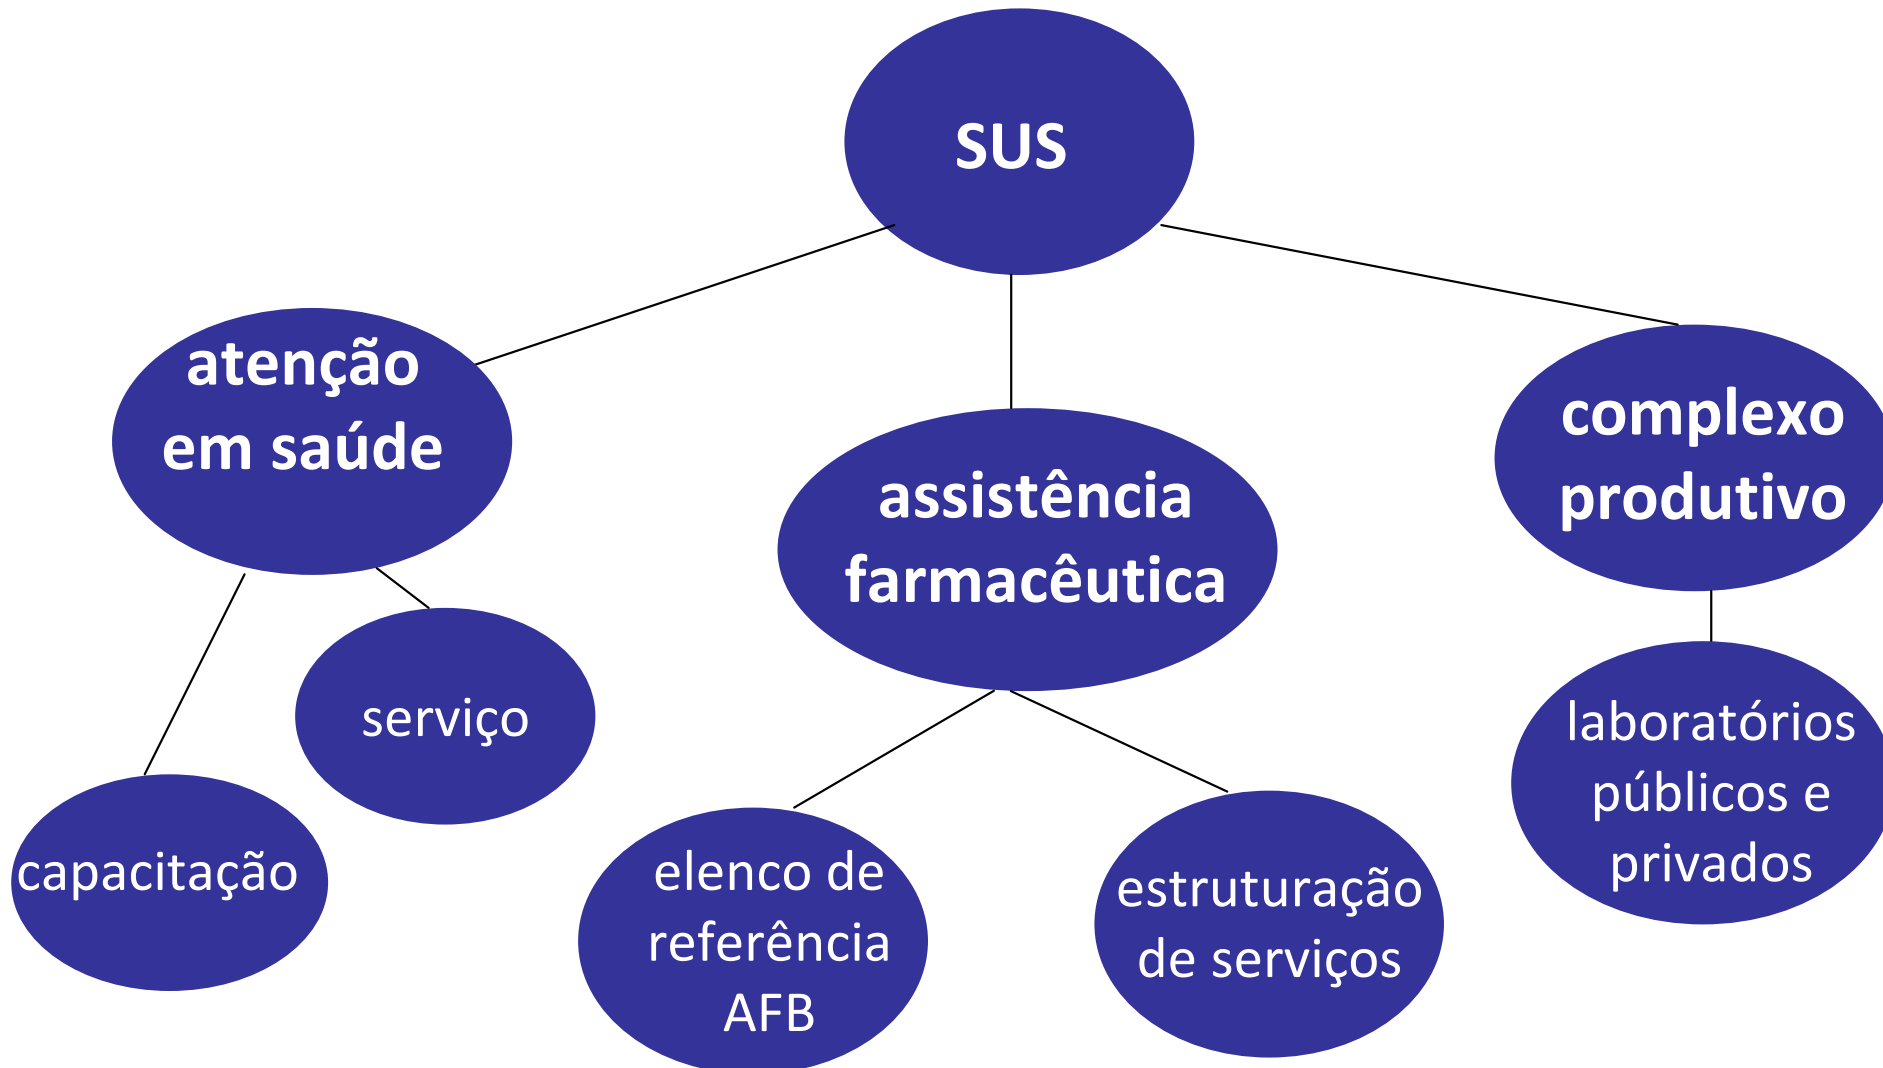 SUS
atenção
em saúde
assistência
farmacêutica
complexo
produtivo
capacitação
serviço
elenco de
referência
AFB
estruturação
de serviços
laboratórios
públicos e
privados